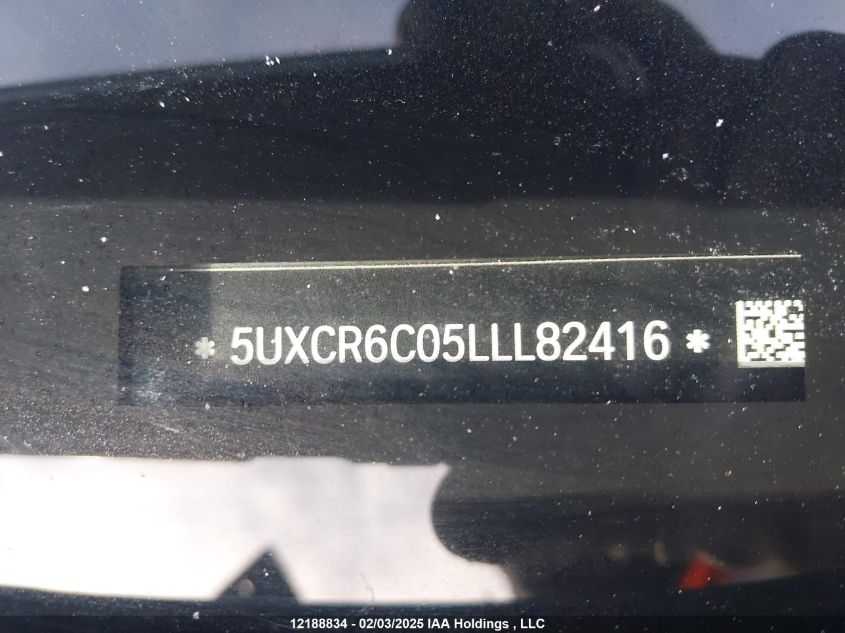 * 5UXCR6C05LLL82416 *
12188834 - 02/03/2025 IAA Holdings , LLC